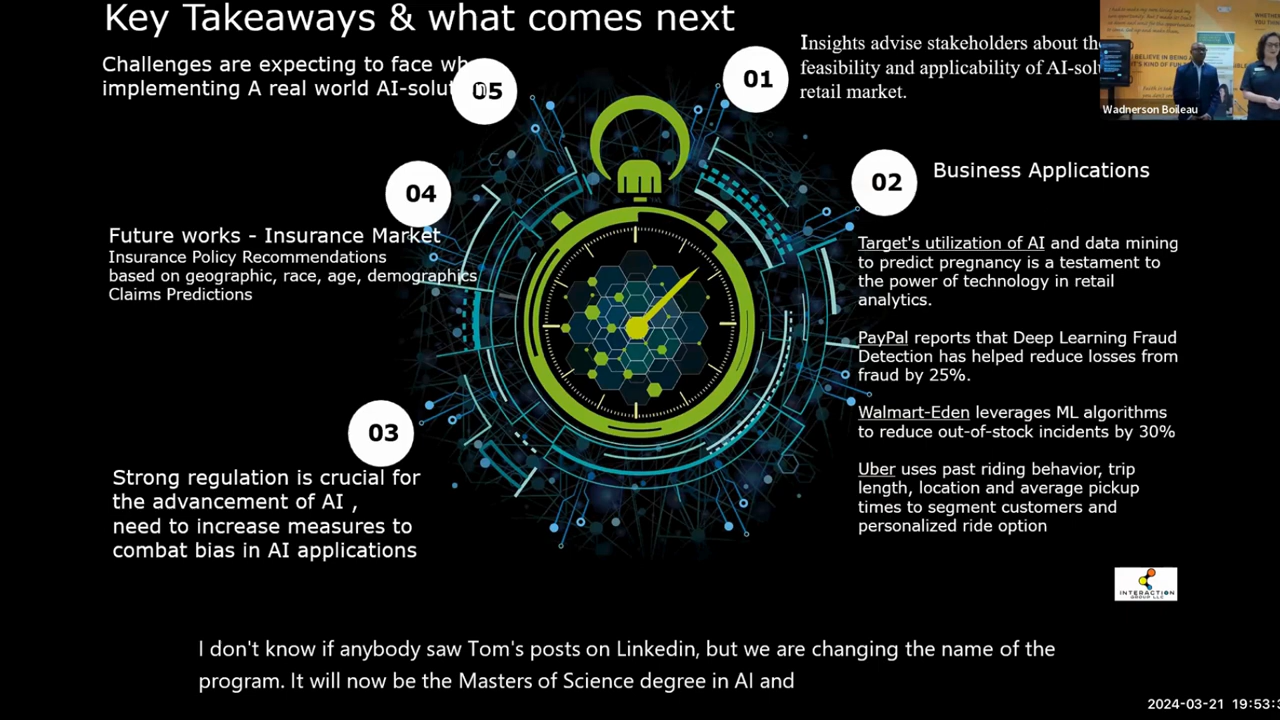 Key Takeaways & what comes next
Challenges are expecting to face
implementing A real world
05
01
Insights advise stakeholders about
feasibility and applicability of
retail market.
Wadnerson Boileau
04
02
Business Applications
Future works - Insurance Market
Insurance Policy Recommendations
based on geographic, race, age, demographics
Claims Predictions
Target's utilization of AI and data mining
to predict pregnancy is a testament to
the power of technology in retail
analytics.
PayPal reports that Deep Learning Fraud
Detection has helped reduce losses from
fraud by 25%.
Walmart-Eden leverages ML algorithms
to reduce out-of-stock incidents by 30%
Uber uses past riding behavior, trip
length, location and average pickup
times to segment customers and
personalized ride option
03
Strong regulation is crucial for
the advancement of AI ,
need to increase measures to
combat bias in AI applications
INTERACTION
GROUP LLC
I don't know if anybody saw Tom's posts on Linkedin, but we are changing the name of the
program. It will now be the Masters of Science degree in AI and
2024-03-21 19:53: